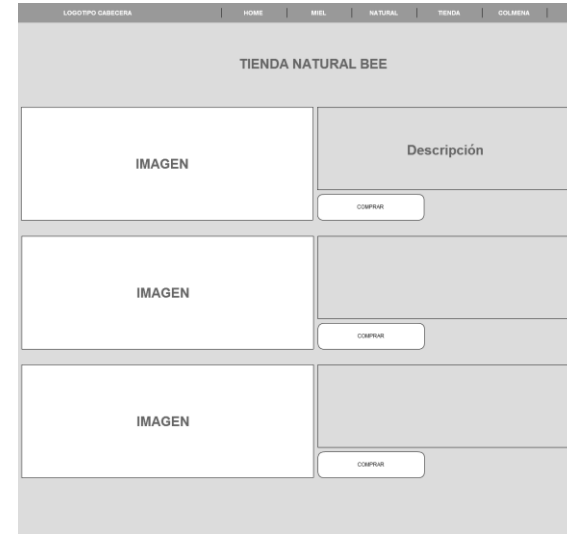 LOGOTIPO CABECERA HOME MIEL NATURAL TIENDA COLMENA
TIENDA NATURAL BEE
IMAGEN
Descripción
COMPRAR
IMAGEN
COMPRAR
IMAGEN
COMPRAR